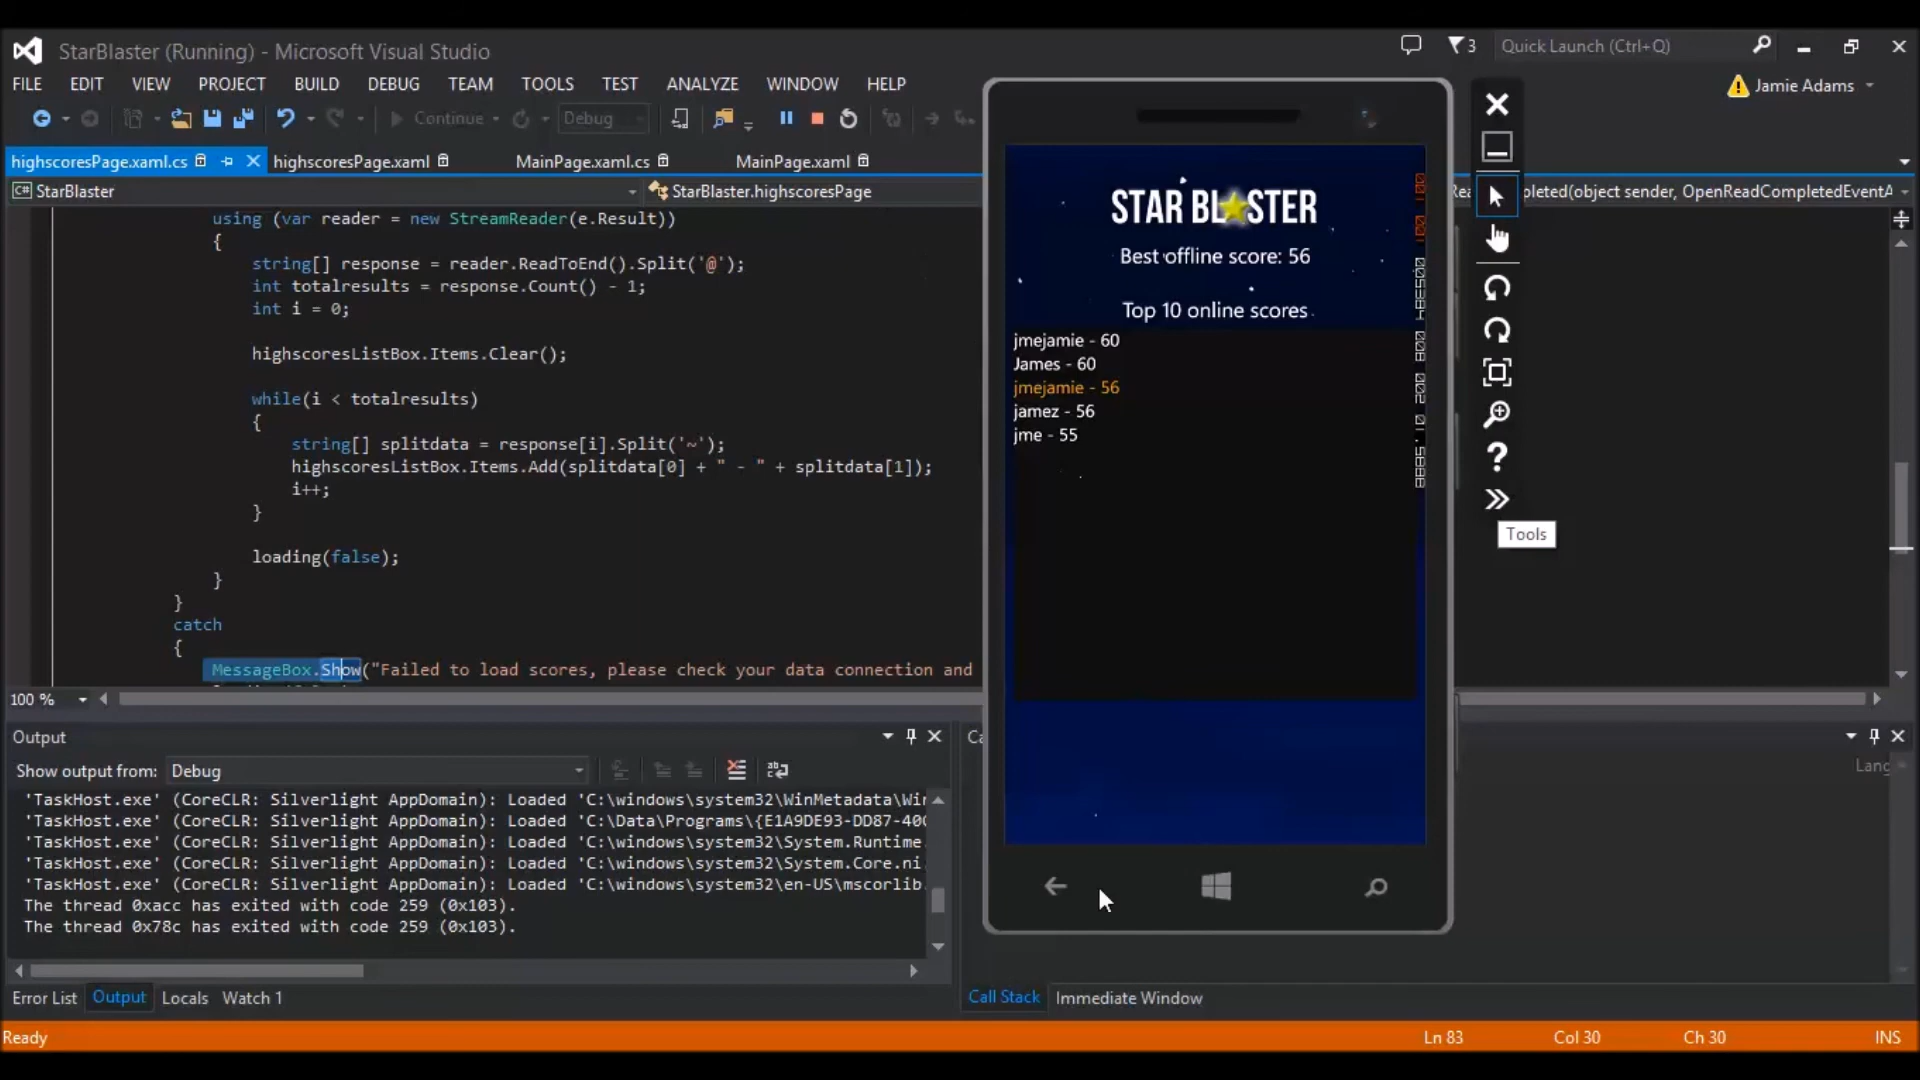 StarBlaster (Running) - Microsoft Visual Studio
3
Quick Launch (Ctrl+Q)
FILE EDIT VIEW PROJECT BUILD DEBUG TEAM TOOLS TEST ANALYZE WINDOW HELP
Jamie Adams
Continue
Debug
highscoresPage.xaml.cs highscoresPage.xaml MainPage.xaml.cs MainPage.xaml
C# StarBlaster
StarBlaster.highscoresPage
pleted(object sender, OpenReadCompletedEventA
using (var reader = new StreamReader(e.Result))
{
string[] response = reader.ReadToEnd().Split('@');
int totalresults = response.Count() - 1;
int i = 0;
highscoresListBox.Items.Clear();
while(i < totalresults)
{
string[] splitdata = response[i].Split('~');
highscoresListBox.Items.Add(splitdata[0] + " - " + splitdata[1]);
i++;
}
loading(false);
}
}
catch
{
MessageBox.Show("Failed to load scores, please check your data connection and
100 %
STAR BLASTER
Best offline score: 56
Top 10 online scores
jmejamie - 60
James - 60
jmejamie - 56
jamez - 56
jme - 55
?
Tools
Output
Show output from: Debug
'TaskHost.exe' (CoreCLR: Silverlight AppDomain): Loaded 'C:\windows\system32\WinMetadata\Wi
'TaskHost.exe' (CoreCLR: Silverlight AppDomain): Loaded 'C:\Data\Programs\{E1A9DE93-DD87-40
'TaskHost.exe' (CoreCLR: Silverlight AppDomain): Loaded 'C:\windows\system32\System.Runtime.
'TaskHost.exe' (CoreCLR: Silverlight AppDomain): Loaded 'C:\windows\system32\System.Core.ni
'TaskHost.exe' (CoreCLR: Silverlight AppDomain): Loaded 'C:\windows\system32\en-US\mscorlib
The thread 0xacc has exited with code 259 (0x103).
The thread 0x78c has exited with code 259 (0x103).
Ca
Lang
Error List Output Locals Watch 1
Call Stack Immediate Window
Ready
Ln 83 Col 30 Ch 30 INS